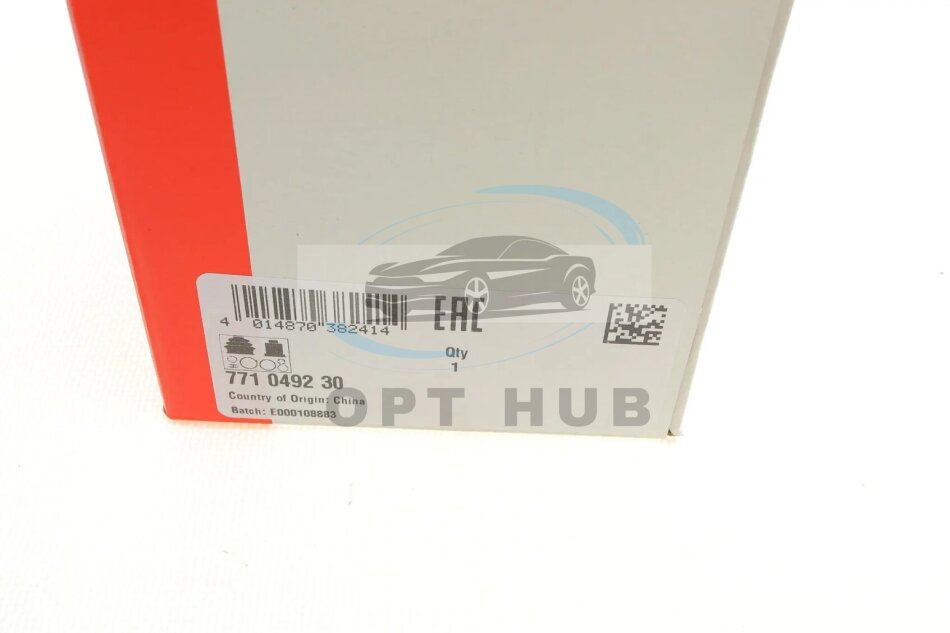 4 014870 382414
EAC
Qty
1
771 0492 30
Country of Origin: China
Batch: E000108883
OPT HUB